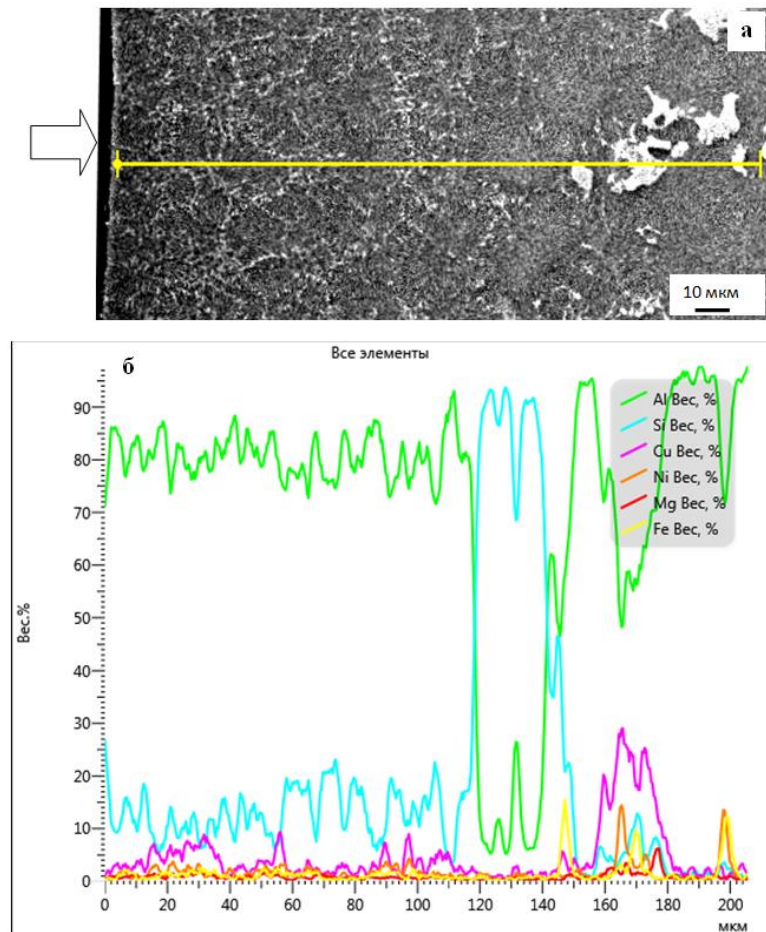 а
10 мкм
б
Все элементы
Al Вес, %
Si Вес, %
Cu Вес, %
Ni Вес, %
Mg Вес, %
Fe Вес, %
Вес.%
90
80
70
60
50
40
30
20
10
0
0 20 40 60 80 100 120 140 160 180 200
мкм